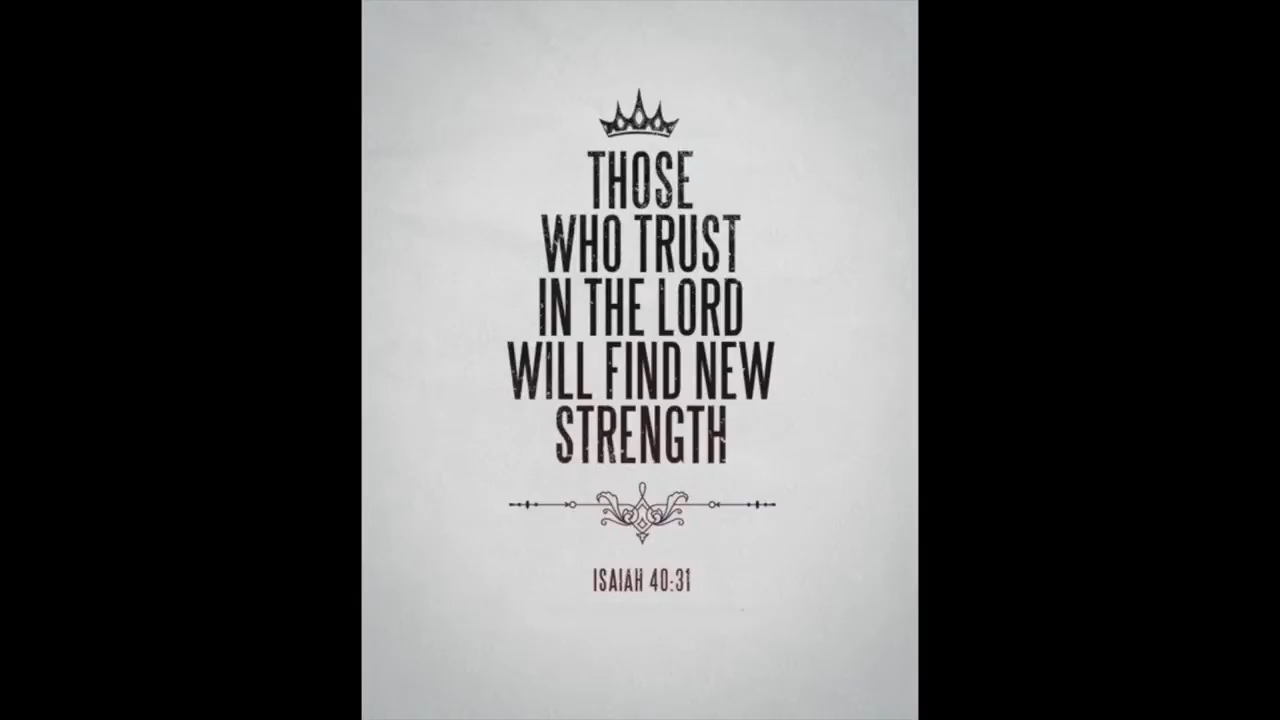 THOSE
WHO TRUST
IN THE LORD
WILL FIND NEW
STRENGTH
ISAIAH 40:31